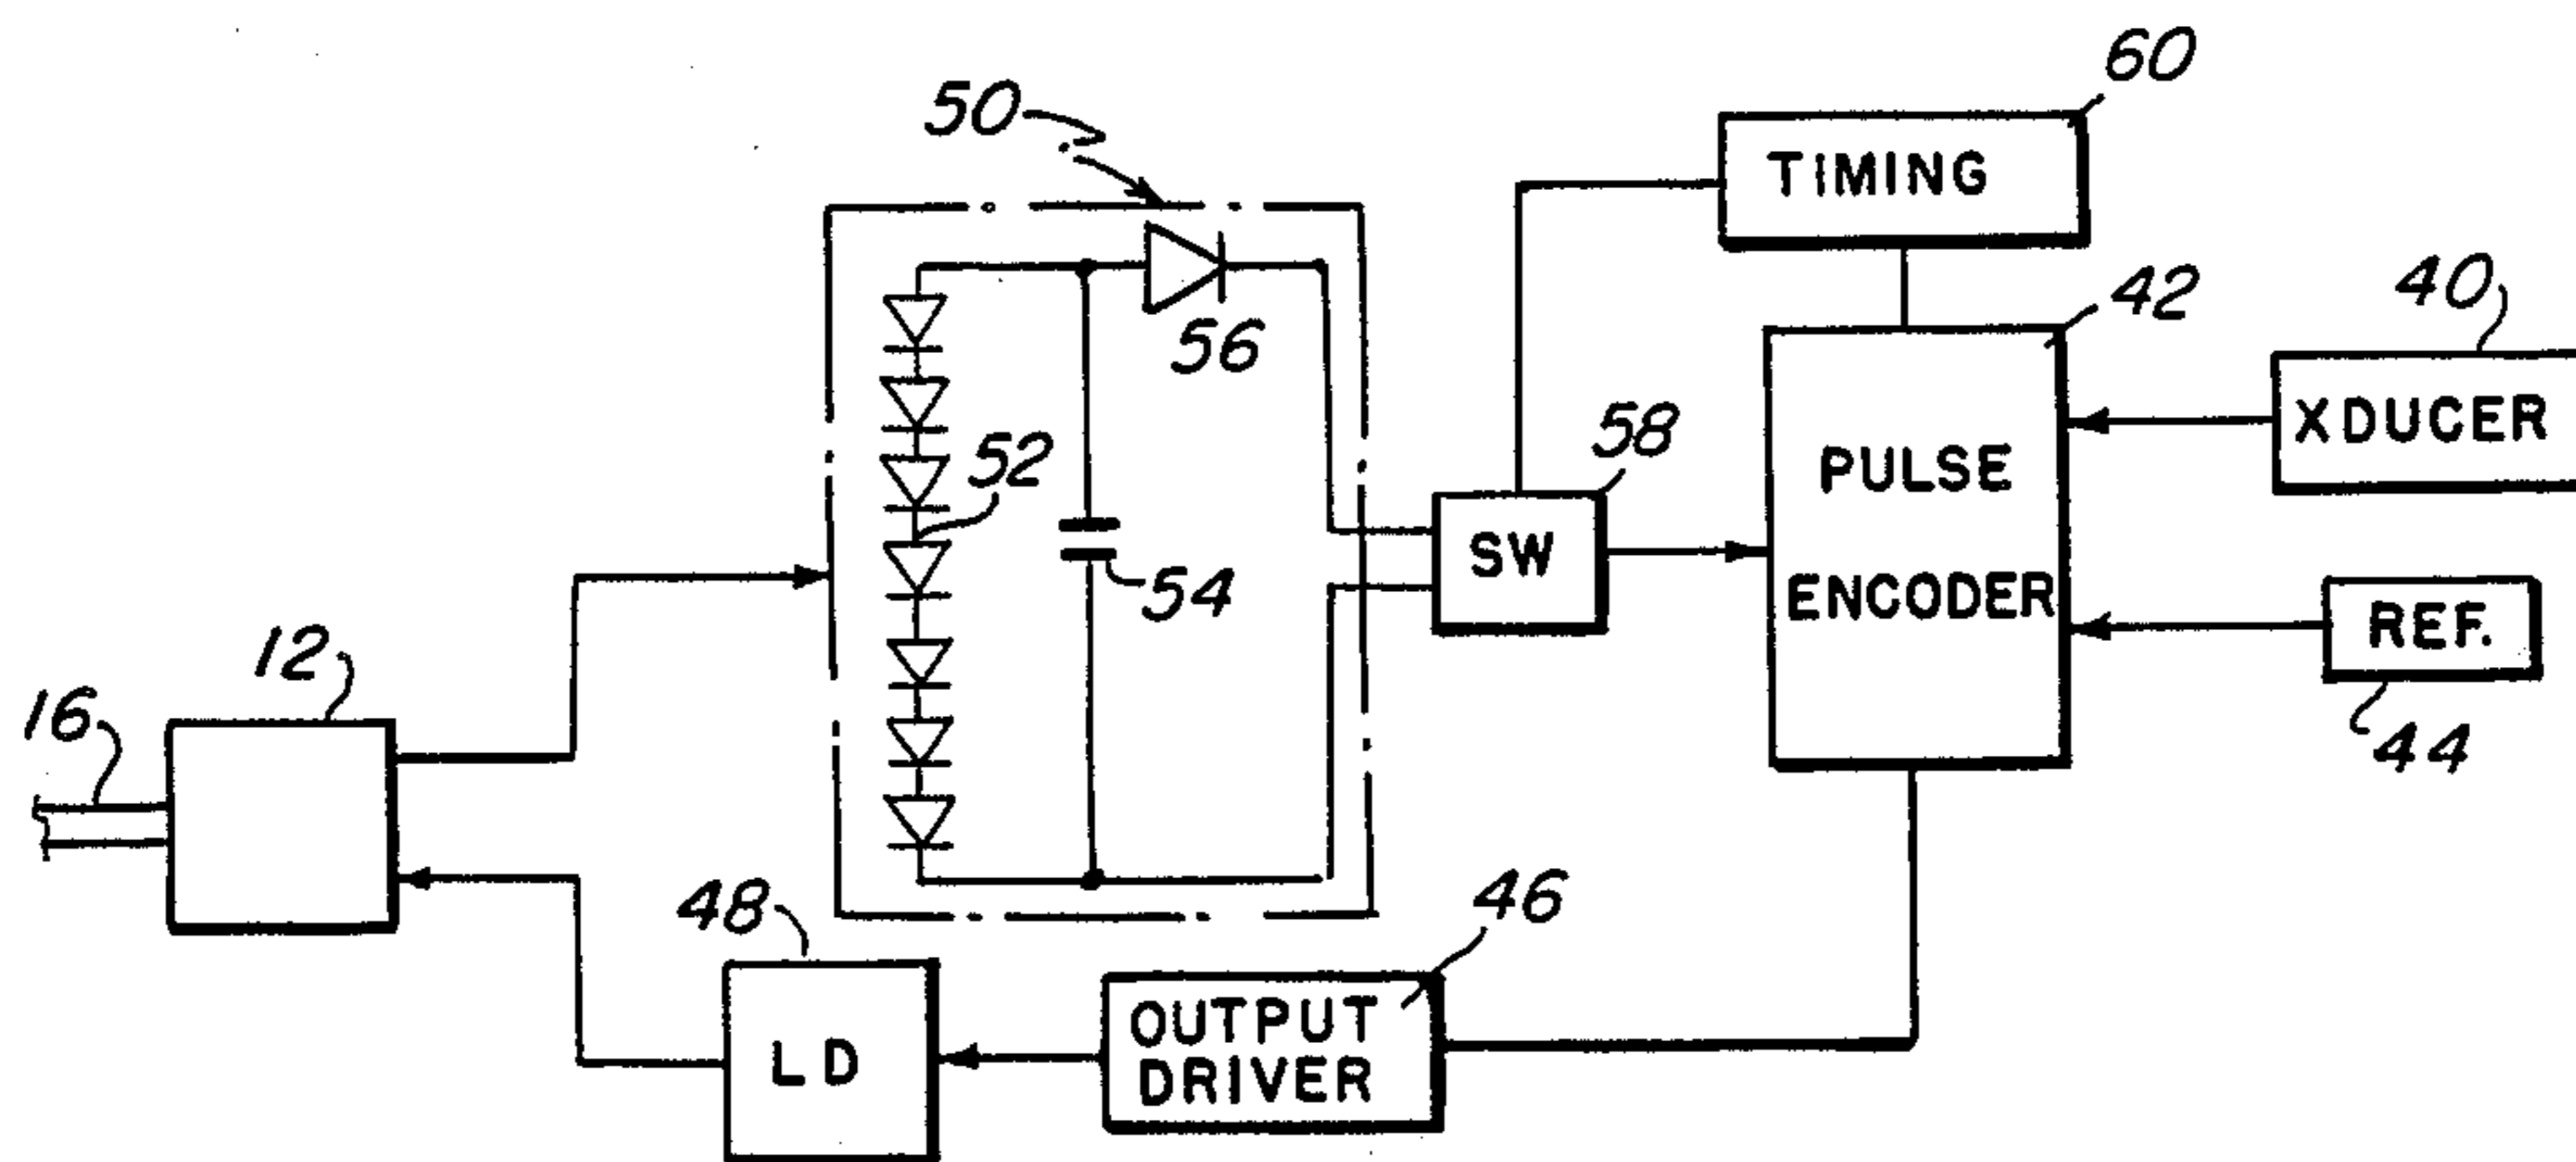 60
50
TIMING
42
40
56
XDUCER
58
52
PULSE
SW
54
ENCODER
REF.
12
16
44
48
46
OUTPUT
LD
DRIVER